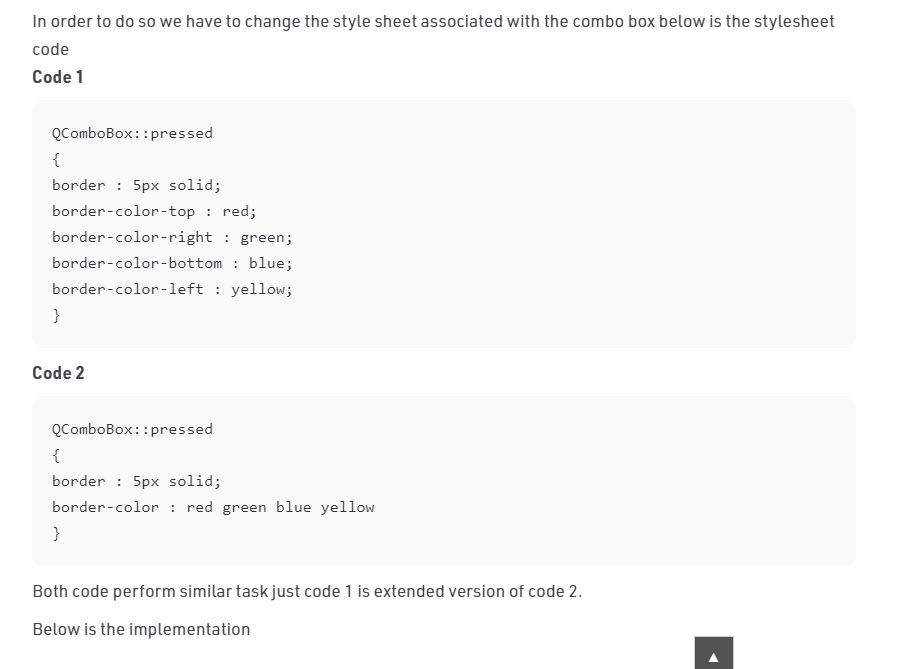 In order to do so we have to change the style sheet associated with the combo box below is the stylesheet
code
Code 1
QComboBox::pressed
{
border : 5px solid;
border-color-top : red;
border-color-right : green;
border-color-bottom : blue;
border-color-left : yellow;
}
Code 2
QComboBox::pressed
{
border : 5px solid;
border-color : red green blue yellow
}
Both code perform similar task just code 1 is extended version of code 2.
Below is the implementation